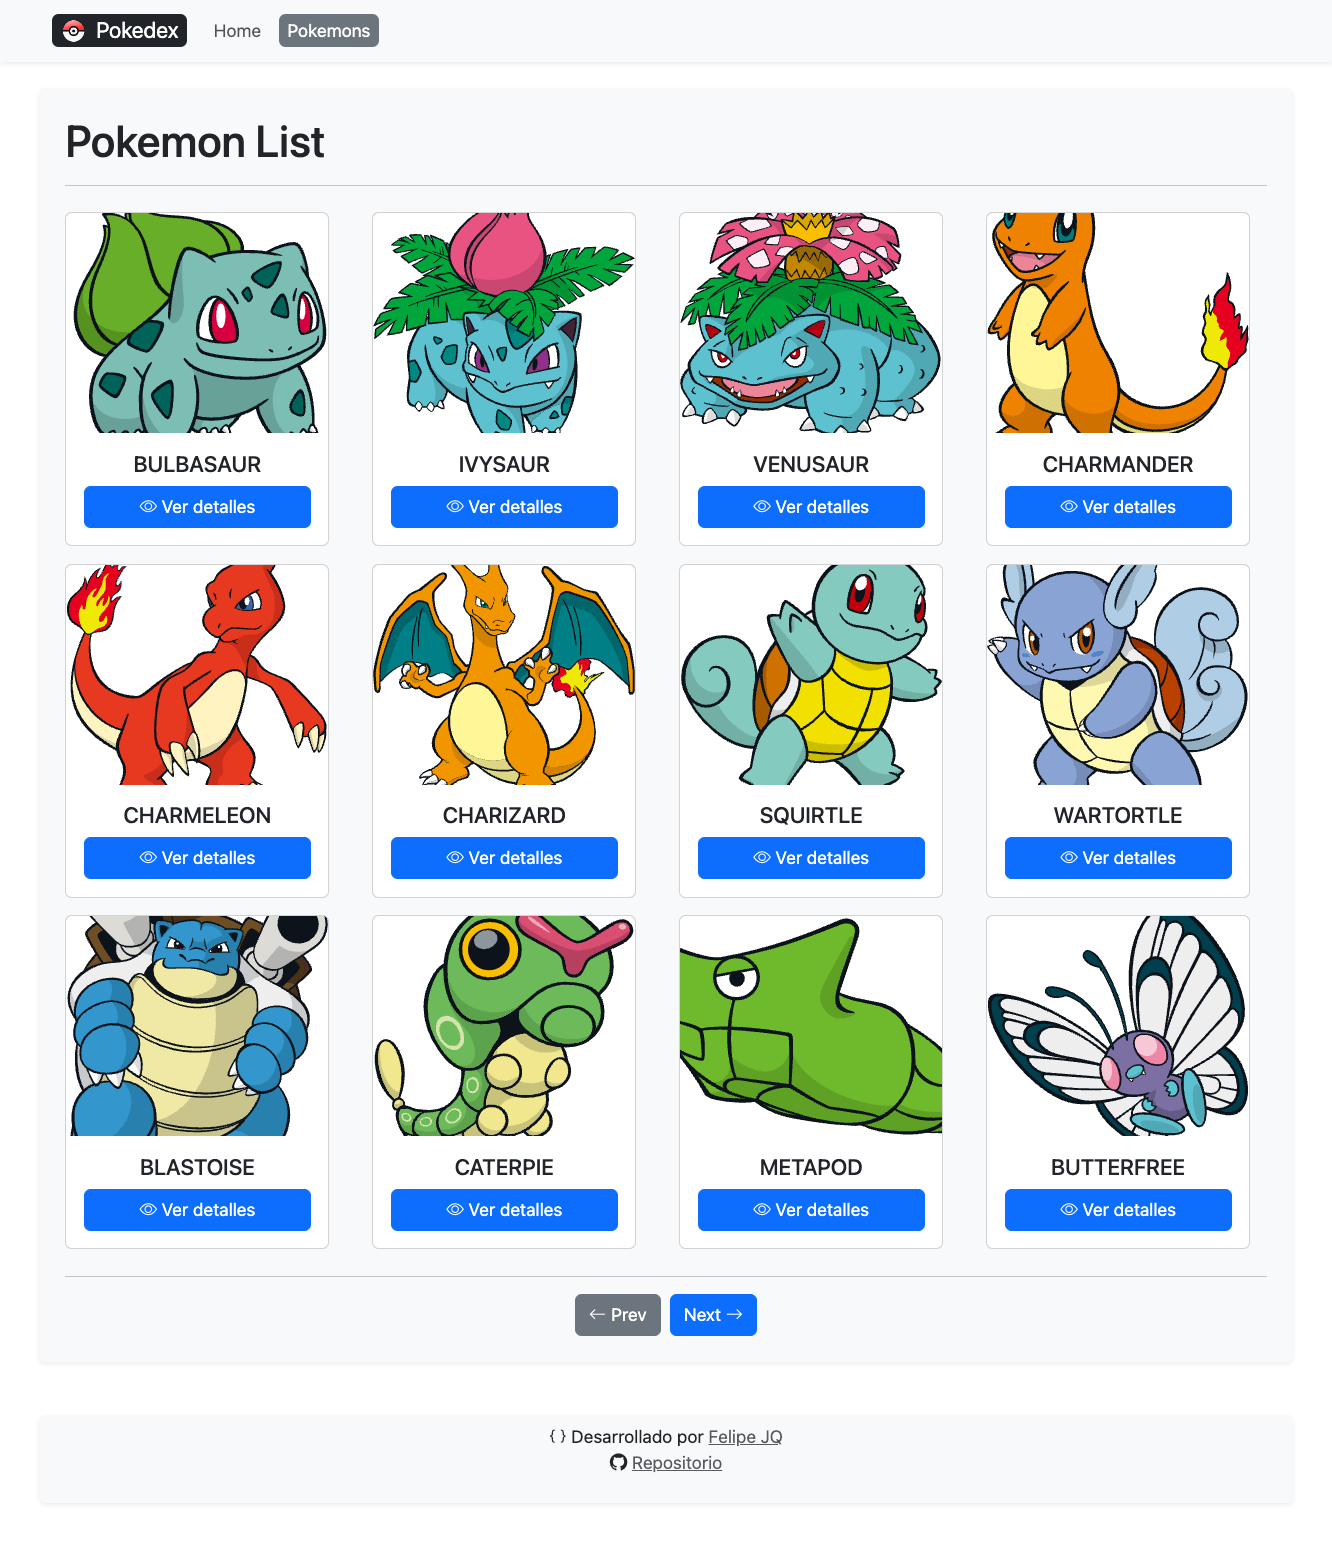 Pokedex Home Pokemons
Pokemon List
BULBASAUR IVYSAUR VENUSAUR CHARMANDER
Ver detalles Ver detalles Ver detalles Ver detalles
CHARMELEON CHARIZARD SQUIRTLE WARTORTLE
Ver detalles Ver detalles Ver detalles Ver detalles
BLASTOISE CATERPIE METAPOD BUTTERFREE
Ver detalles Ver detalles Ver detalles Ver detalles
← Prev Next →
{ } Desarrollado por Felipe JQ
Repositorio